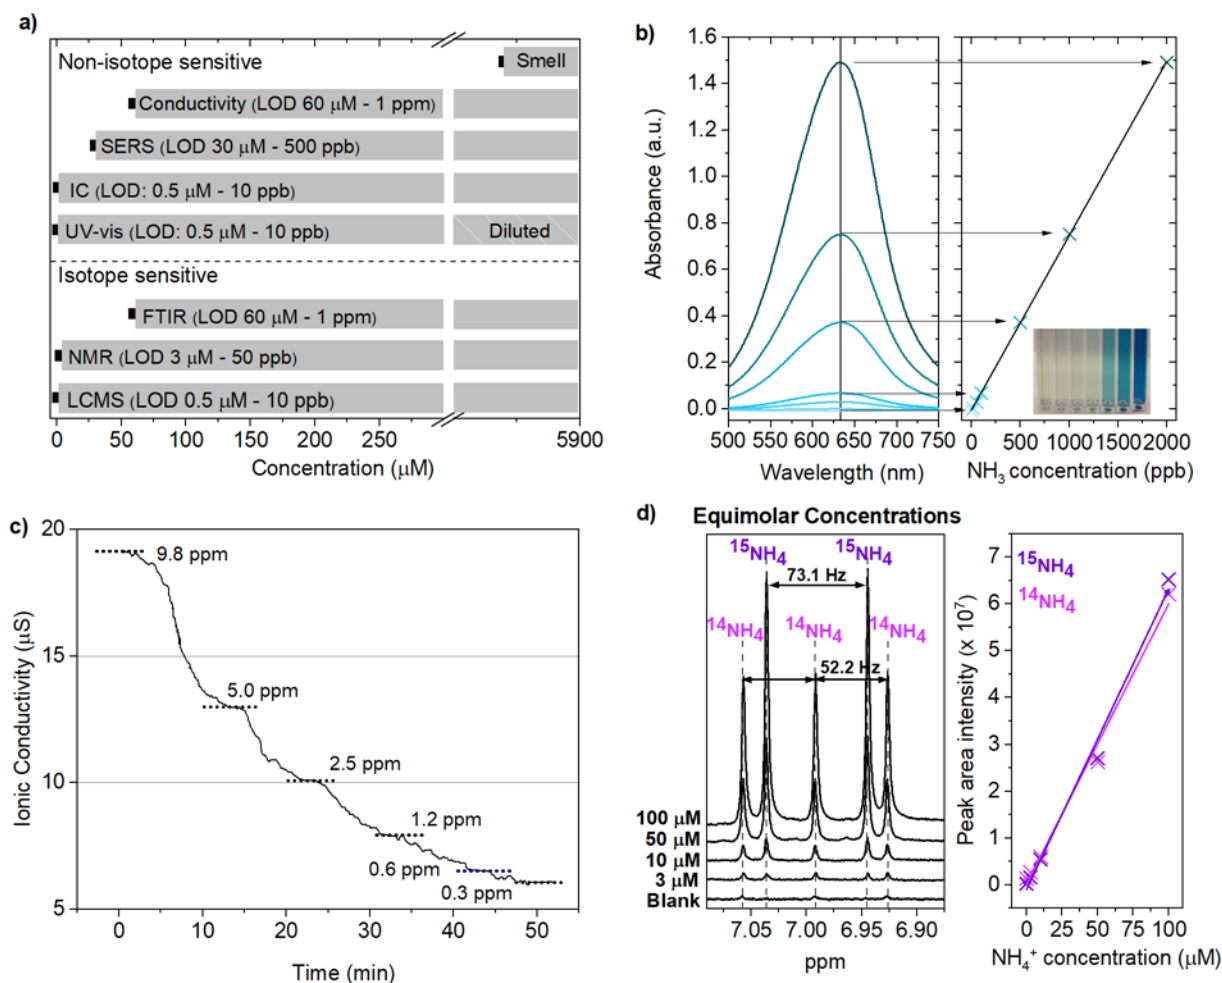 a)
Non-isotope sensitive
Smell
Conductivity (LOD 60 μM - 1 ppm)
SERS (LOD 30 μM - 500 ppb)
IC (LOD: 0.5 μM - 10 ppb)
UV-vis (LOD: 0.5 μM - 10 ppb)
Diluted
Isotope sensitive
FTIR (LOD 60 μM - 1 ppm)
NMR (LOD 3 μM - 50 ppb)
LCMS (LOD 0.5 μM - 10 ppb)
0 50 100 150 200 250 5900
Concentration (μM)
b)
1.6
1.4
1.2
1.0
0.8
0.6
0.4
0.2
0.0
Absorbance (a.u.)
500 550 600 650 700 750
Wavelength (nm)
0 500 1000 1500 2000
NH₃ concentration (ppb)
c)
20
15
10
5
Ionic Conductivity (μS)
9.8 ppm
5.0 ppm
2.5 ppm
1.2 ppm
0.6 ppm
0.3 ppm
0 10 20 30 40 50
Time (min)
d)
Equimolar Concentrations
¹⁵NH₄ ¹⁵NH₄
73.1 Hz
¹⁴NH₄ ¹⁴NH₄ ¹⁴NH₄
52.2 Hz
100 μM
50 μM
10 μM
3 μM
Blank
7.05 7.00 6.95 6.90
ppm
¹⁵NH₄
¹⁴NH₄
7
6
5
4
3
2
1
0
Peak area intensity (x 10⁷)
0 25 50 75 100
NH₄⁺ concentration (μM)